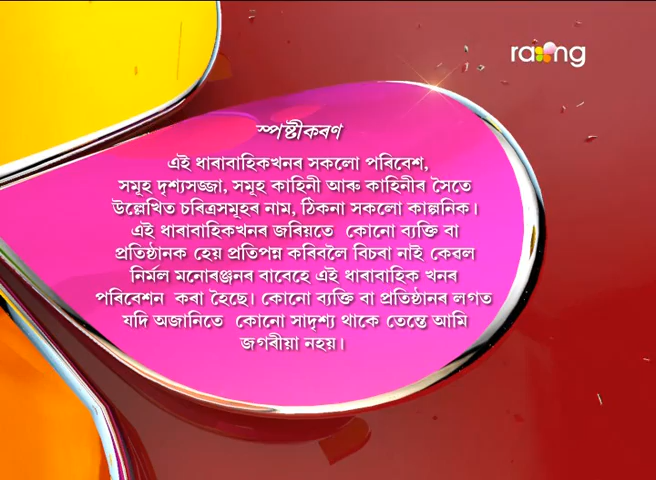 raong
স্পষ্টীকৰণ
এই ধাৰাবাহিকখনৰ সকলো পৰিবেশ,
সমূহ দৃশ্যসজ্জা, সমূহ কাহিনী আৰু কাহিনীৰ সৈতে
উল্লেখিত চৰিত্ৰসমূহৰ নাম, ঠিকনা সকলো কাল্পনিক।
এই ধাৰাবাহিকখনৰ জৰিয়তে কোনো ব্যক্তি বা
প্ৰতিষ্ঠানক হেয় প্ৰতিপন্ন কৰিবলৈ বিচৰা নাই কেৱল
নিৰ্মল মনোৰঞ্জনৰ বাবেহে এই ধাৰাবাহিক খনৰ
পৰিবেশন কৰা হৈছে। কোনো ব্যক্তি বা প্ৰতিষ্ঠানৰ লগত
যদি অজানিতে কোনো সাদৃশ্য থাকে তেন্তে আমি
জগৰীয়া নহয়।